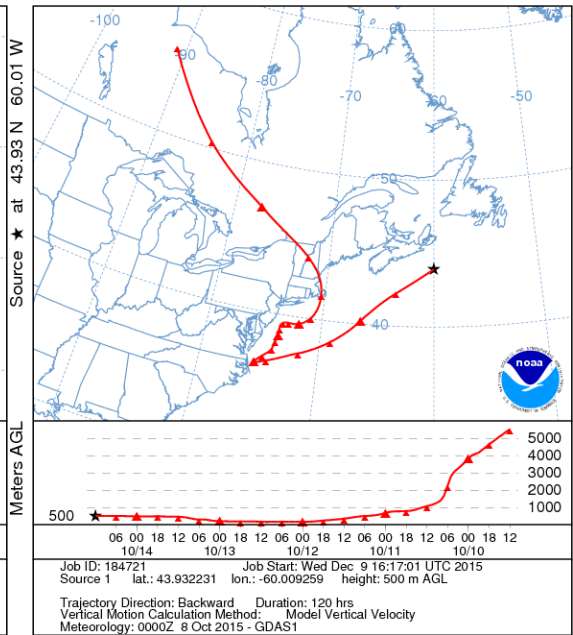 -100
-90
-80
-70
-60
-60
-50
50
40
Source ★ at 43.93 N 60.01 W
noaa
Meters AGL
500
5000
4000
3000
2000
1000
06 00 18 12 06 00 18 12 06 00 18 12 06 00 18 12 06 00 18 12
10/14 10/13 10/12 10/11 10/10
Job ID: 184721 Job Start: Wed Dec 9 16:17:01 UTC 2015
Source 1 lat.: 43.932231 lon.: -60.009259 height: 500 m AGL
Trajectory Direction: Backward Duration: 120 hrs
Vertical Motion Calculation Method: Model Vertical Velocity
Meteorology: 0000Z 8 Oct 2015 - GDAS1